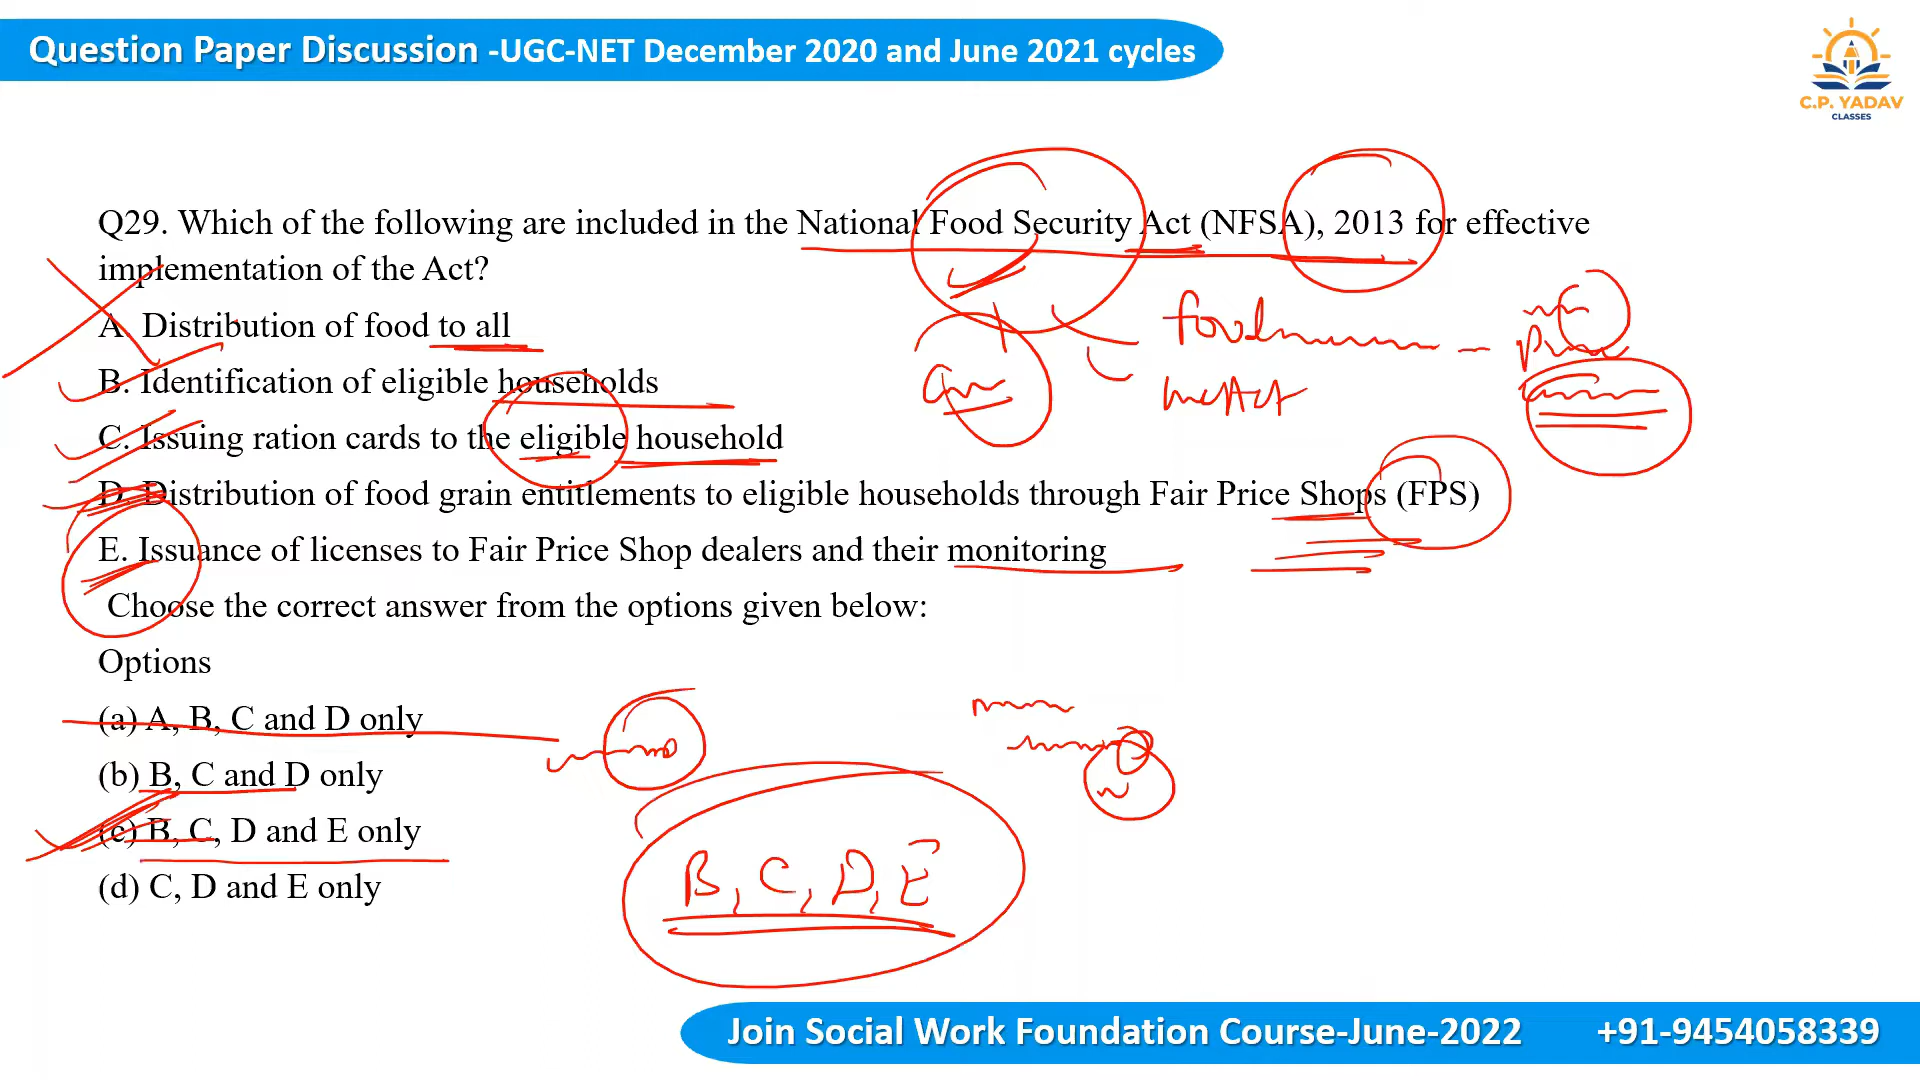 Question Paper Discussion -UGC-NET December 2020 and June 2021 cycles
C.P. YADAV
CLASSES
Q29. Which of the following are included in the National Food Security Act (NFSA), 2013 for effective
implementation of the Act?
A. Distribution of food to all
B. Identification of eligible households
C. Issuing ration cards to the eligible household
D. Distribution of food grain entitlements to eligible households through Fair Price Shops (FPS)
E. Issuance of licenses to Fair Price Shop dealers and their monitoring
Choose the correct answer from the options given below:
Options
(a) A, B, C and D only
(b) B, C and D only
(c) B, C, D and E only
(d) C, D and E only
B, C, D, E
Join Social Work Foundation Course-June-2022 +91-9454058339